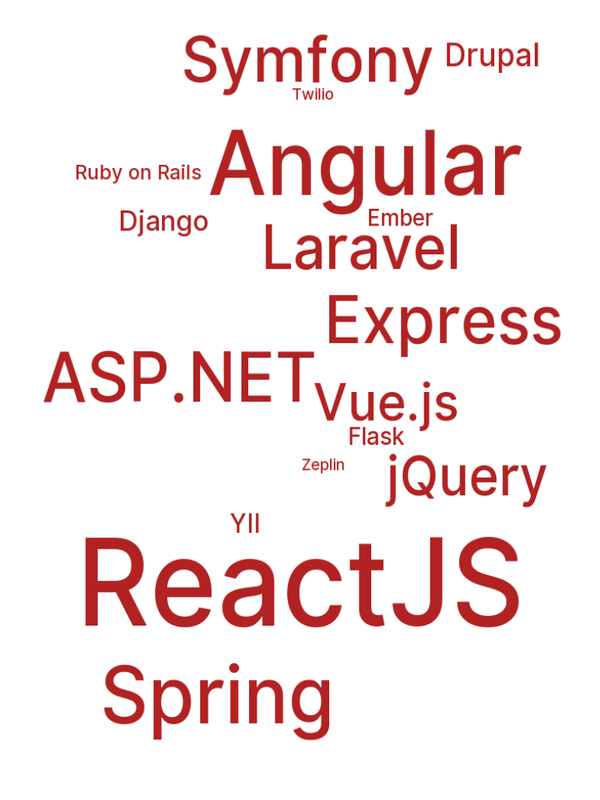 Symfony
Drupal
Twilio
Angular
Ruby on Rails
Django
Ember
Laravel
Express
ASP.NET
Vue.js
Flask
Zeplin
jQuery
YII
ReactJS
Spring